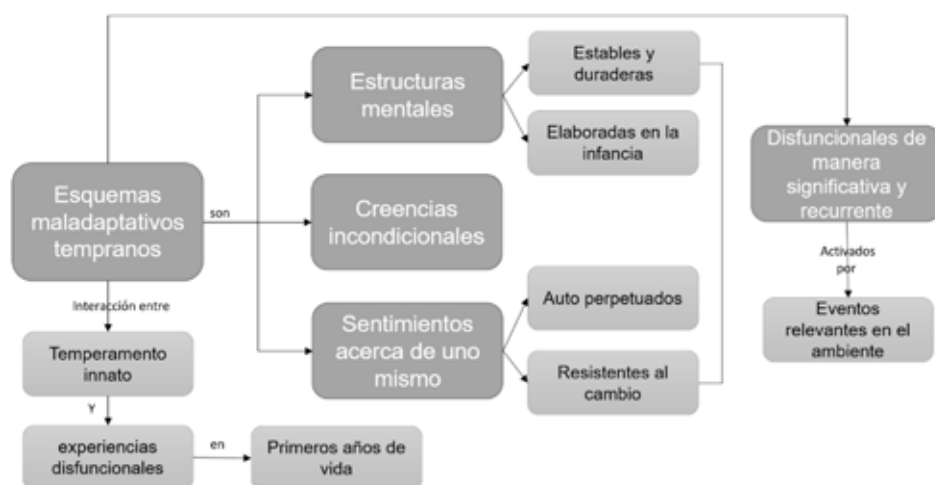 Esquemas
maladaptativos
tempranos
son
Estructuras
mentales
Estables y
duraderas
Elaboradas en la
infancia
Creencias
incondicionales
Sentimientos
acerca de uno
mismo
Auto perpetuados
Resistentes al
cambio
Disfuncionales de
manera
significativa y
recurrente
Activados
por
Eventos
relevantes en el
ambiente
Interacción entre
Temperamento
innato
Y
experiencias
disfuncionales
en
Primeros años de
vida